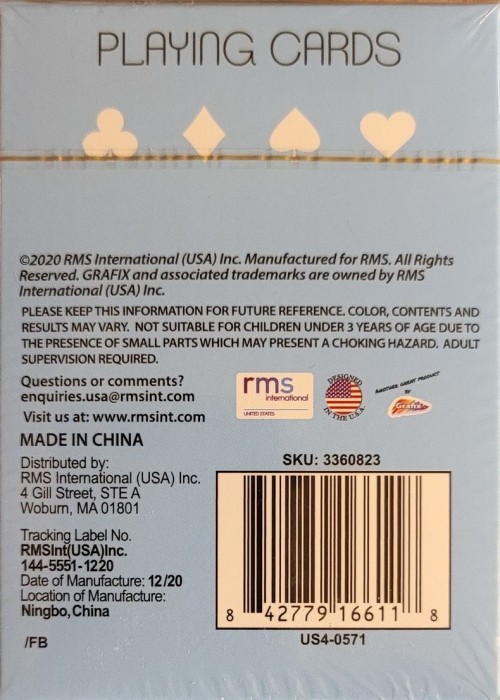 PLAYING CARDS
©2020 RMS International (USA) Inc. Manufactured for RMS. All Rights
Reserved. GRAFIX and associated trademarks are owned by RMS
International (USA) Inc.
PLEASE KEEP THIS INFORMATION FOR FUTURE REFERENCE. COLOR, CONTENTS AND
RESULTS MAY VARY. NOT SUITABLE FOR CHILDREN UNDER 3 YEARS OF AGE DUE TO
THE PRESENCE OF SMALL PARTS WHICH MAY PRESENT A CHOKING HAZARD. ADULT
SUPERVISION REQUIRED.
Questions or comments?
enquiries.usa@rmsint.com
Visit us at: www.rmsint.com
rms
international
UNITED STATES
DESIGNED
IN THE U.S.A
ANOTHER GREAT PRODUCT
by
Grafix
MADE IN CHINA
Distributed by:
RMS International (USA) Inc.
4 Gill Street, STE A
Woburn, MA 01801
Tracking Label No.
RMSInt(USA)Inc.
144-5551-1220
Date of Manufacture: 12/20
Location of Manufacture:
Ningbo,China
/FB
SKU: 3360823
8 42779 16611 8
US4-0571